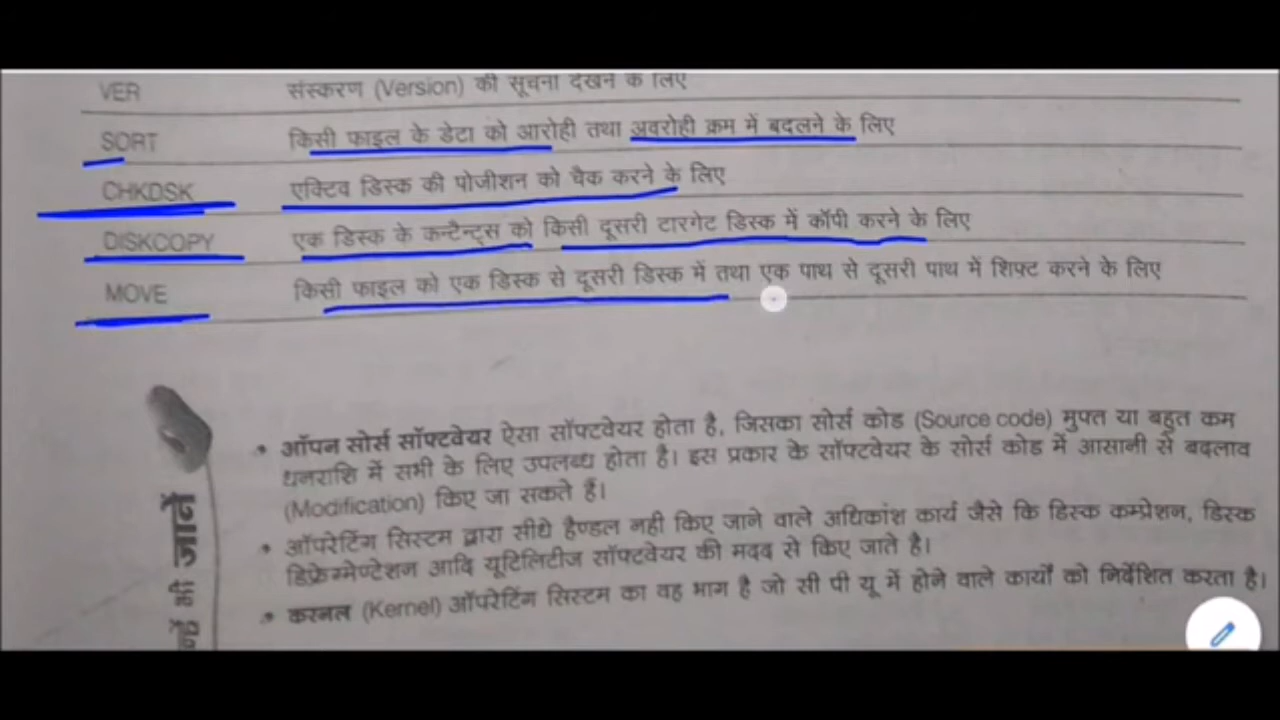 VER संस्करण (Version) की सूचना देखने के लिए
SORT किसी फाइल के डेटा को आरोही तथा अवरोही क्रम में बदलने के लिए
CHKDSK एक्टिव डिस्क की पोजीशन को चैक करने के लिए
DISKCOPY एक डिस्क के कन्टैन्ट्स को किसी दूसरी टारगेट डिस्क में कॉपी करने के लिए
MOVE किसी फाइल को एक डिस्क से दूसरी डिस्क में तथा एक पाथ से दूसरी पाथ में शिफ्ट करने के लिए
• ऑपन सोर्स सॉफ्टवेयर ऐसा सॉफ्टवेयर होता है, जिसका सोर्स कोड (Source code) मुफ्त या बहुत कम
धनराशि में सभी के लिए उपलब्ध होता है। इस प्रकार के सॉफ्टवेयर के सोर्स कोड में आसानी से बदलाव
(Modification) किए जा सकते हैं।
• ऑपरेटिंग सिस्टम द्वारा सीधे हैण्डल नही किए जाने वाले अधिकांश कार्य जैसे कि डिस्क कम्प्रेशन, डिस्क
डिफ्रेग्मेण्टेशन आदि यूटिलिटीज सॉफ्टवेयर की मदद से किए जाते है।
• करनल (Kernel) ऑपरेटिंग सिस्टम का वह भाग है जो सी पी यू में होने वाले कार्यों को निर्देशित करता है।
भी जानें